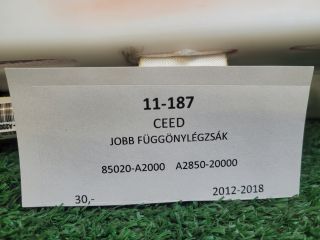 11-187
CEED
JOBB FÜGGÖNYLÉGZSÁK
85020-A2000 A2850-20000
30,- 2012-2018